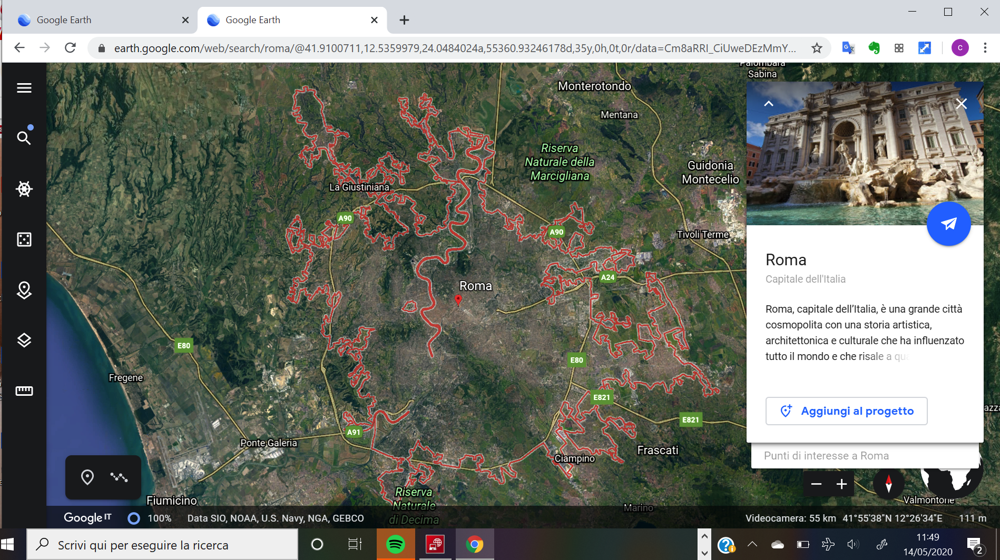 Google Earth
Google Earth
earth.google.com/web/search/roma/@41.9100711,12.5359979,24.0484024a,55360.93246178d,35y,0h,0t,0r/data=Cm8aRRI_CiUweDEzMmY...
C
Palombara
Sabina
Monterotondo
Mentana
Riserva
Naturale della
Marcigliana
Guidonia
Montecelio
La Giustiniana
A90
A90
Tivoli Terme
A24
Roma
E80
E80
Fregene
E821
E821
A91
Ponte Galeria
Ciampino
Frascati
Fiumicino
Riserva
Naturale
di Decima
Marino
Valmontone
Roma
Capitale dell'Italia
Roma, capitale dell’Italia, è una grande città
cosmopolita con una storia artistica,
architettonica e culturale che ha influenzato
tutto il mondo e che risale a qua
Aggiungi al progetto
Punti di interesse a Roma
Google IT
100%
Data SIO, NOAA, U.S. Navy, NGA, GEBCO
Videocamera: 55 km 41°55'38"N 12°26'34"E 111 m
Scrivi qui per eseguire la ricerca
11:49
14/05/2020
2